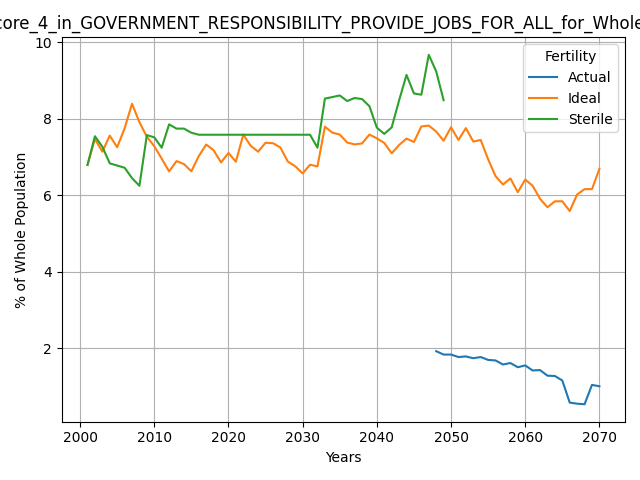 core_4_in_GOVERNMENT_RESPONSIBILITY_PROVIDE_JOBS_FOR_ALL_for_Whole
Fertility
Actual
Ideal
Sterile
% of Whole Population
10
8
6
4
2
2000 2010 2020 2030 2040 2050 2060 2070
Years